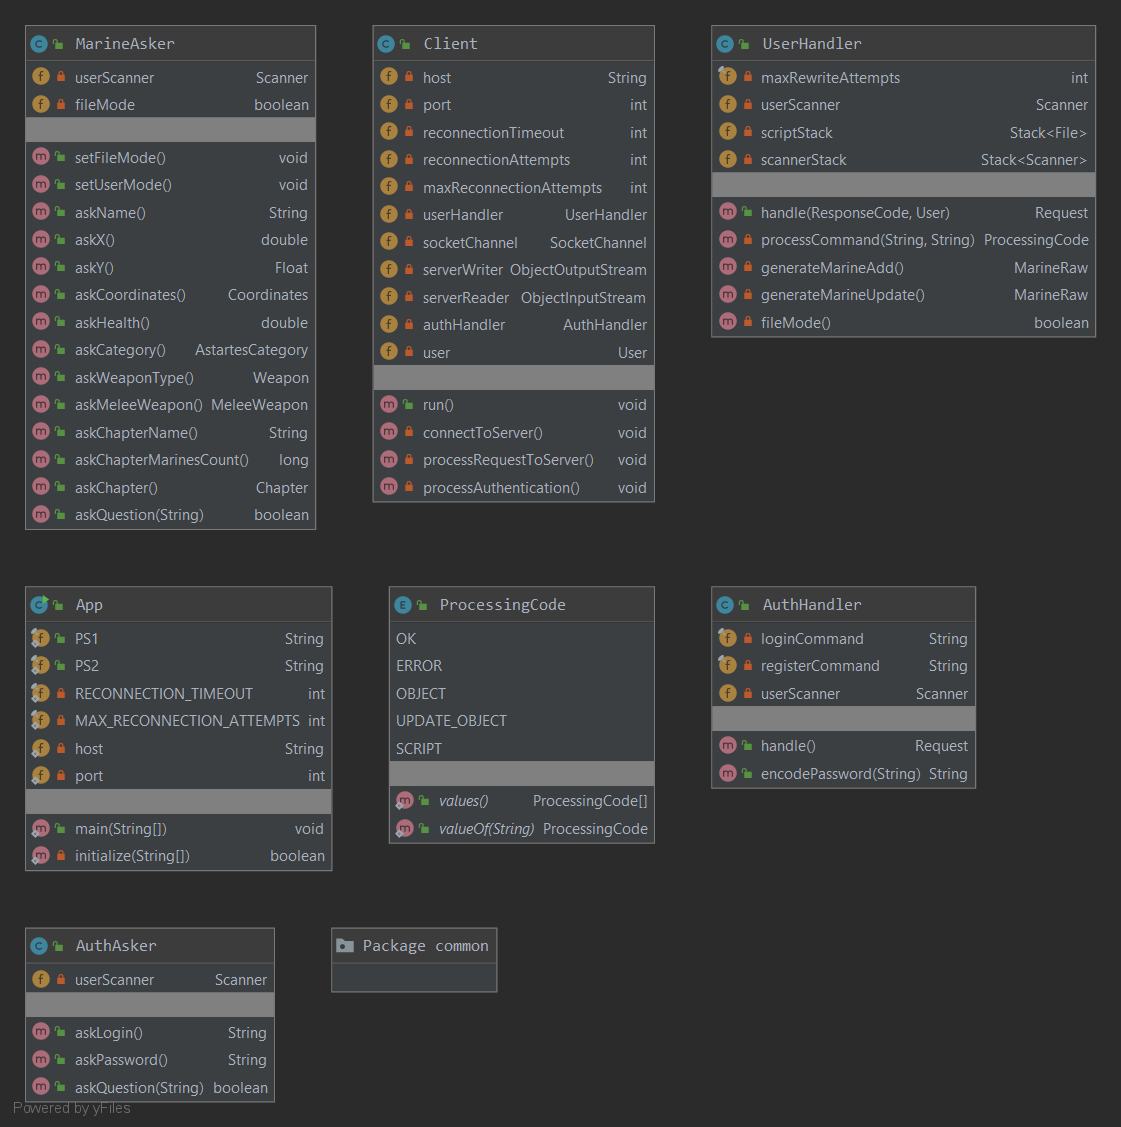 MarineAsker
userScanner Scanner
fileMode boolean
setFileMode() void
setUserMode() void
askName() String
askX() double
askY() Float
askCoordinates() Coordinates
askHealth() double
askCategory() AstartesCategory
askWeaponType() Weapon
askMeleeWeapon() MeleeWeapon
askChapterName() String
askChapterMarinesCount() long
askChapter() Chapter
askQuestion(String) boolean
Client
host String
port int
reconnectionTimeout int
reconnectionAttempts int
maxReconnectionAttempts int
userHandler UserHandler
socketChannel SocketChannel
serverWriter ObjectOutputStream
serverReader ObjectInputStream
authHandler AuthHandler
user User
run() void
connectToServer() void
processRequestToServer() void
processAuthentication() void
UserHandler
maxRewriteAttempts int
userScanner Scanner
scriptStack Stack<File>
scannerStack Stack<Scanner>
handle(ResponseCode, User) Request
processCommand(String, String) ProcessingCode
generateMarineAdd() MarineRaw
generateMarineUpdate() MarineRaw
fileMode() boolean
App
PS1 String
PS2 String
RECONNECTION_TIMEOUT int
MAX_RECONNECTION_ATTEMPTS int
host String
port int
main(String[]) void
initialize(String[]) boolean
ProcessingCode
OK
ERROR
OBJECT
UPDATE_OBJECT
SCRIPT
values() ProcessingCode[]
valueOf(String) ProcessingCode
AuthHandler
loginCommand String
registerCommand String
userScanner Scanner
handle() Request
encodePassword(String) String
AuthAsker
userScanner Scanner
askLogin() String
askPassword() String
askQuestion(String) boolean
Package common
Powered by yFiles